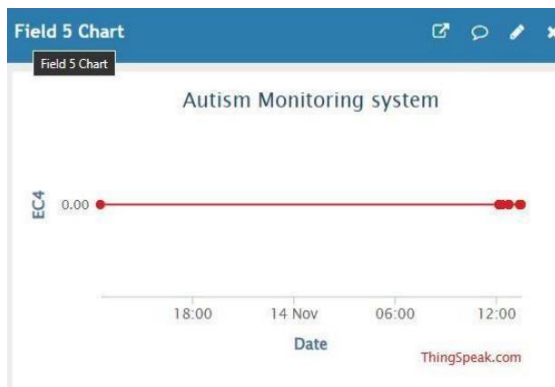 Field 5 Chart
Field 5 Chart
Autism Monitoring system
EC4
0.00
18:00 14 Nov 06:00 12:00
Date
ThingSpeak.com